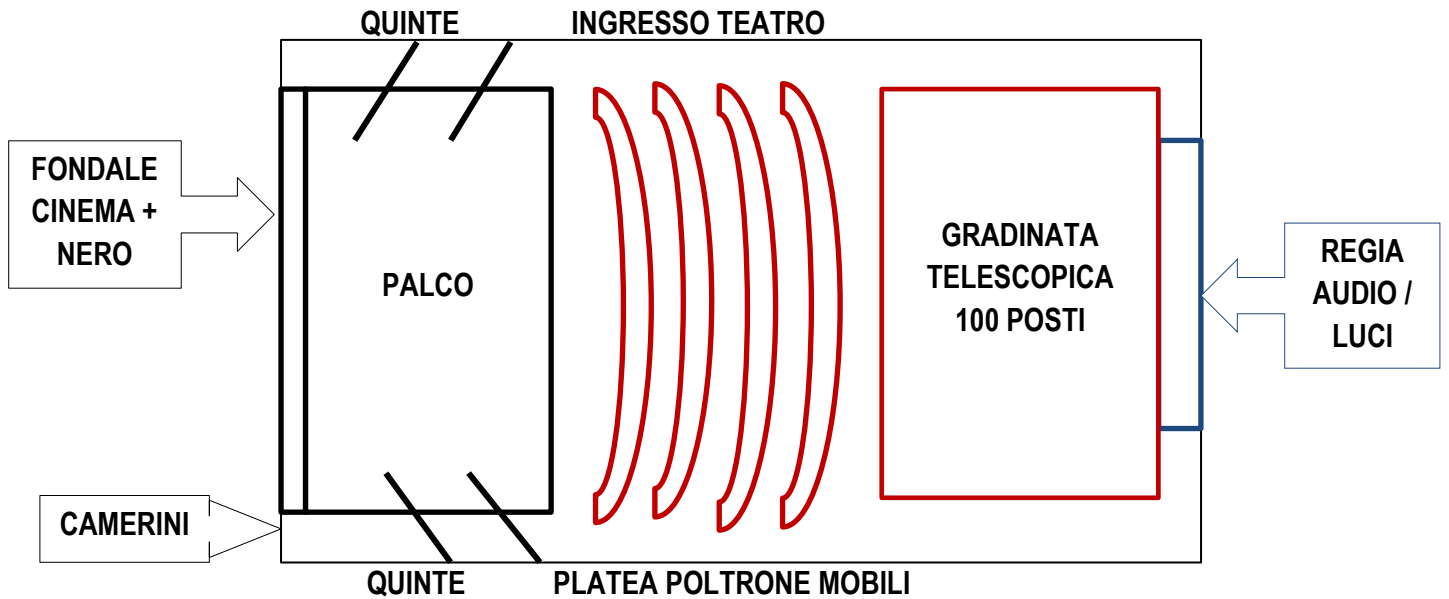 QUINTE
INGRESSO TEATRO
FONDALE
CINEMA +
NERO
PALCO
GRADINATA
TELESCOPICA
100 POSTI
REGIA
AUDIO /
LUCI
CAMERINI
QUINTE
PLATEA POLTRONE MOBILI